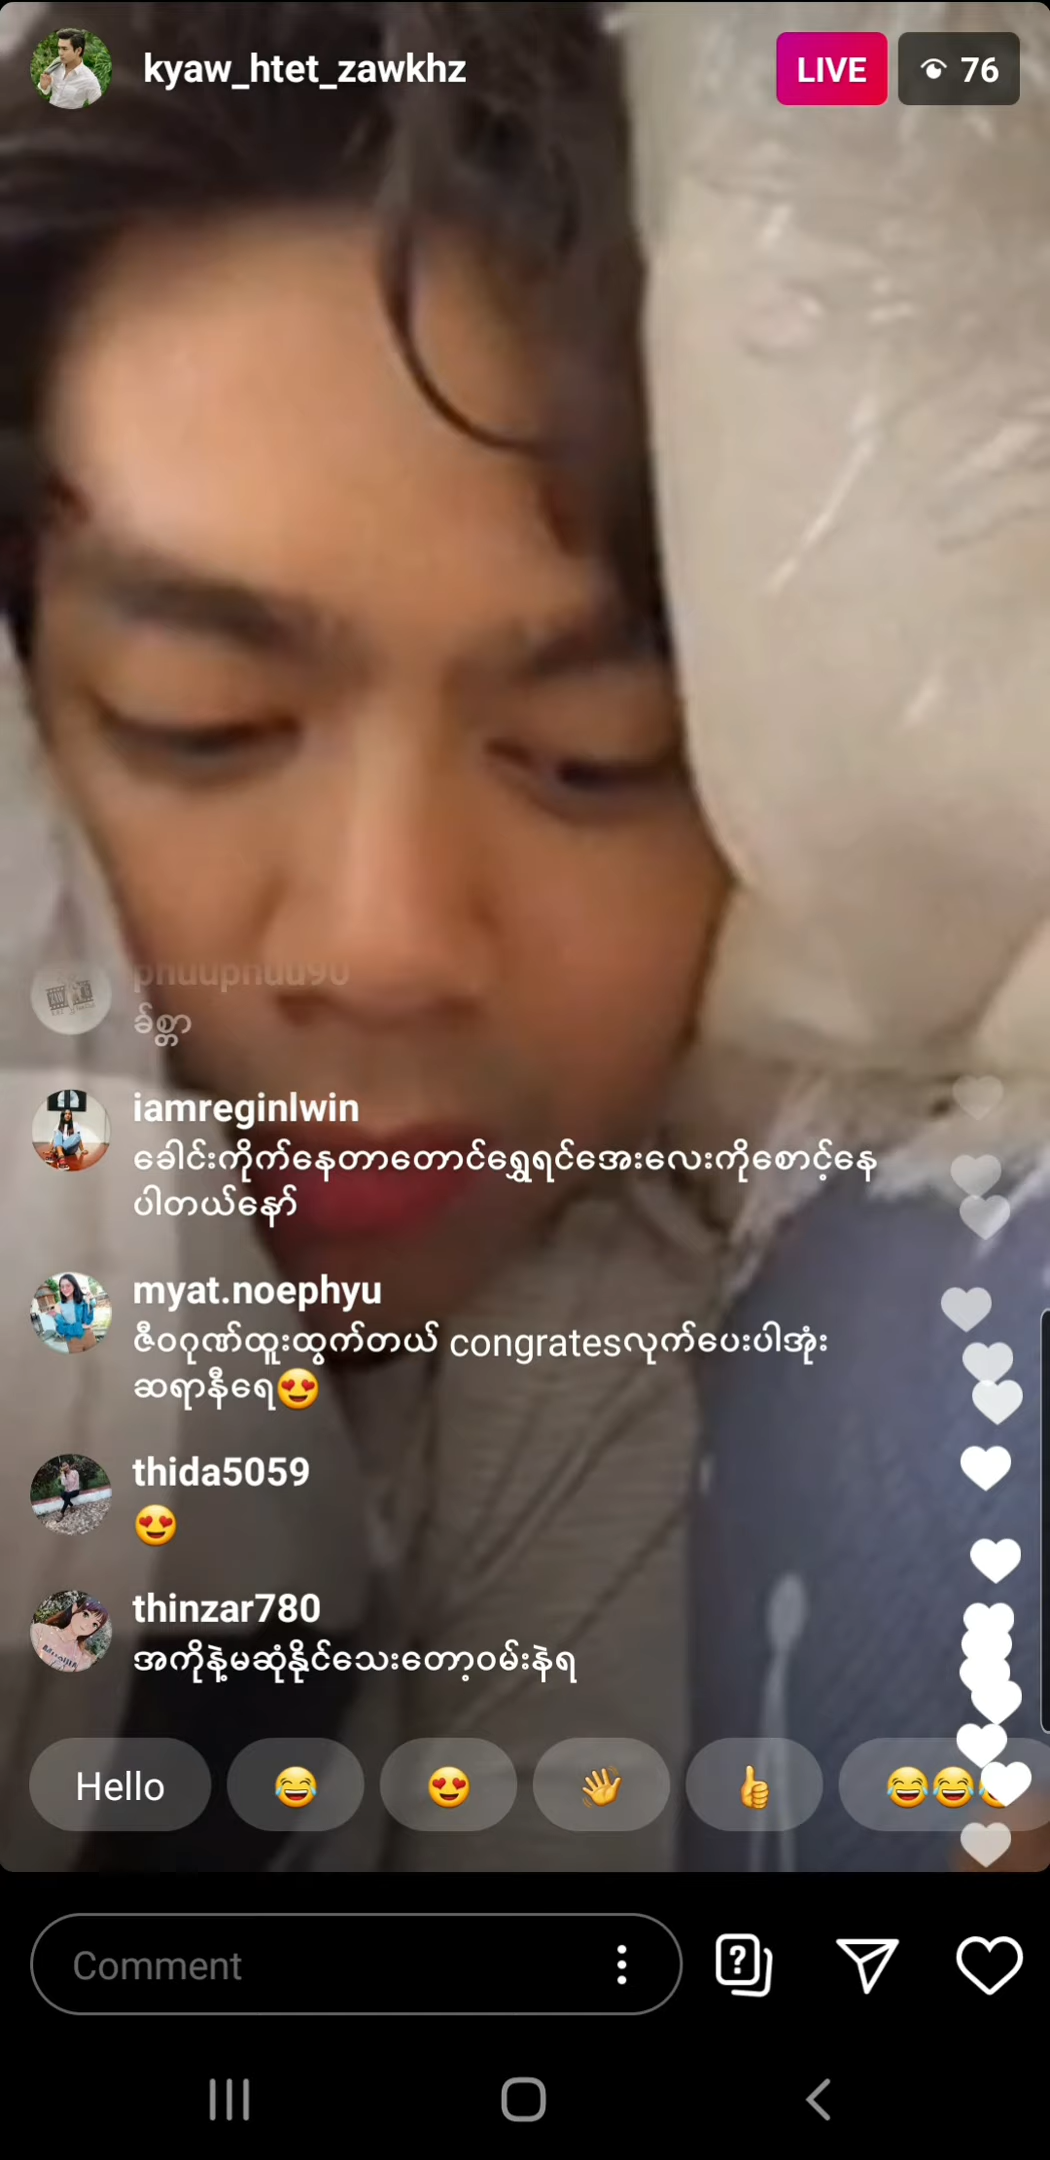 kyaw_htet_zawkhz
LIVE
76
phuuphuu90
ခ်စ္တာ
iamreginlwin
ခေါင်းကိုက်နေတာတောင်ရွှေရင်အေးလေးကိုစောင့်နေ
ပါတယ်နော်
myat.noephyu
ဇီဝဂုဏ်ထူးထွက်တယ် congratesလုက်ပေးပါအုံး
ဆရာနီရေ😍
thida5059
😍
thinzar780
အကိုနဲ့မဆုံနိုင်သေးတော့ဝမ်းနဲရ
Hello
Comment